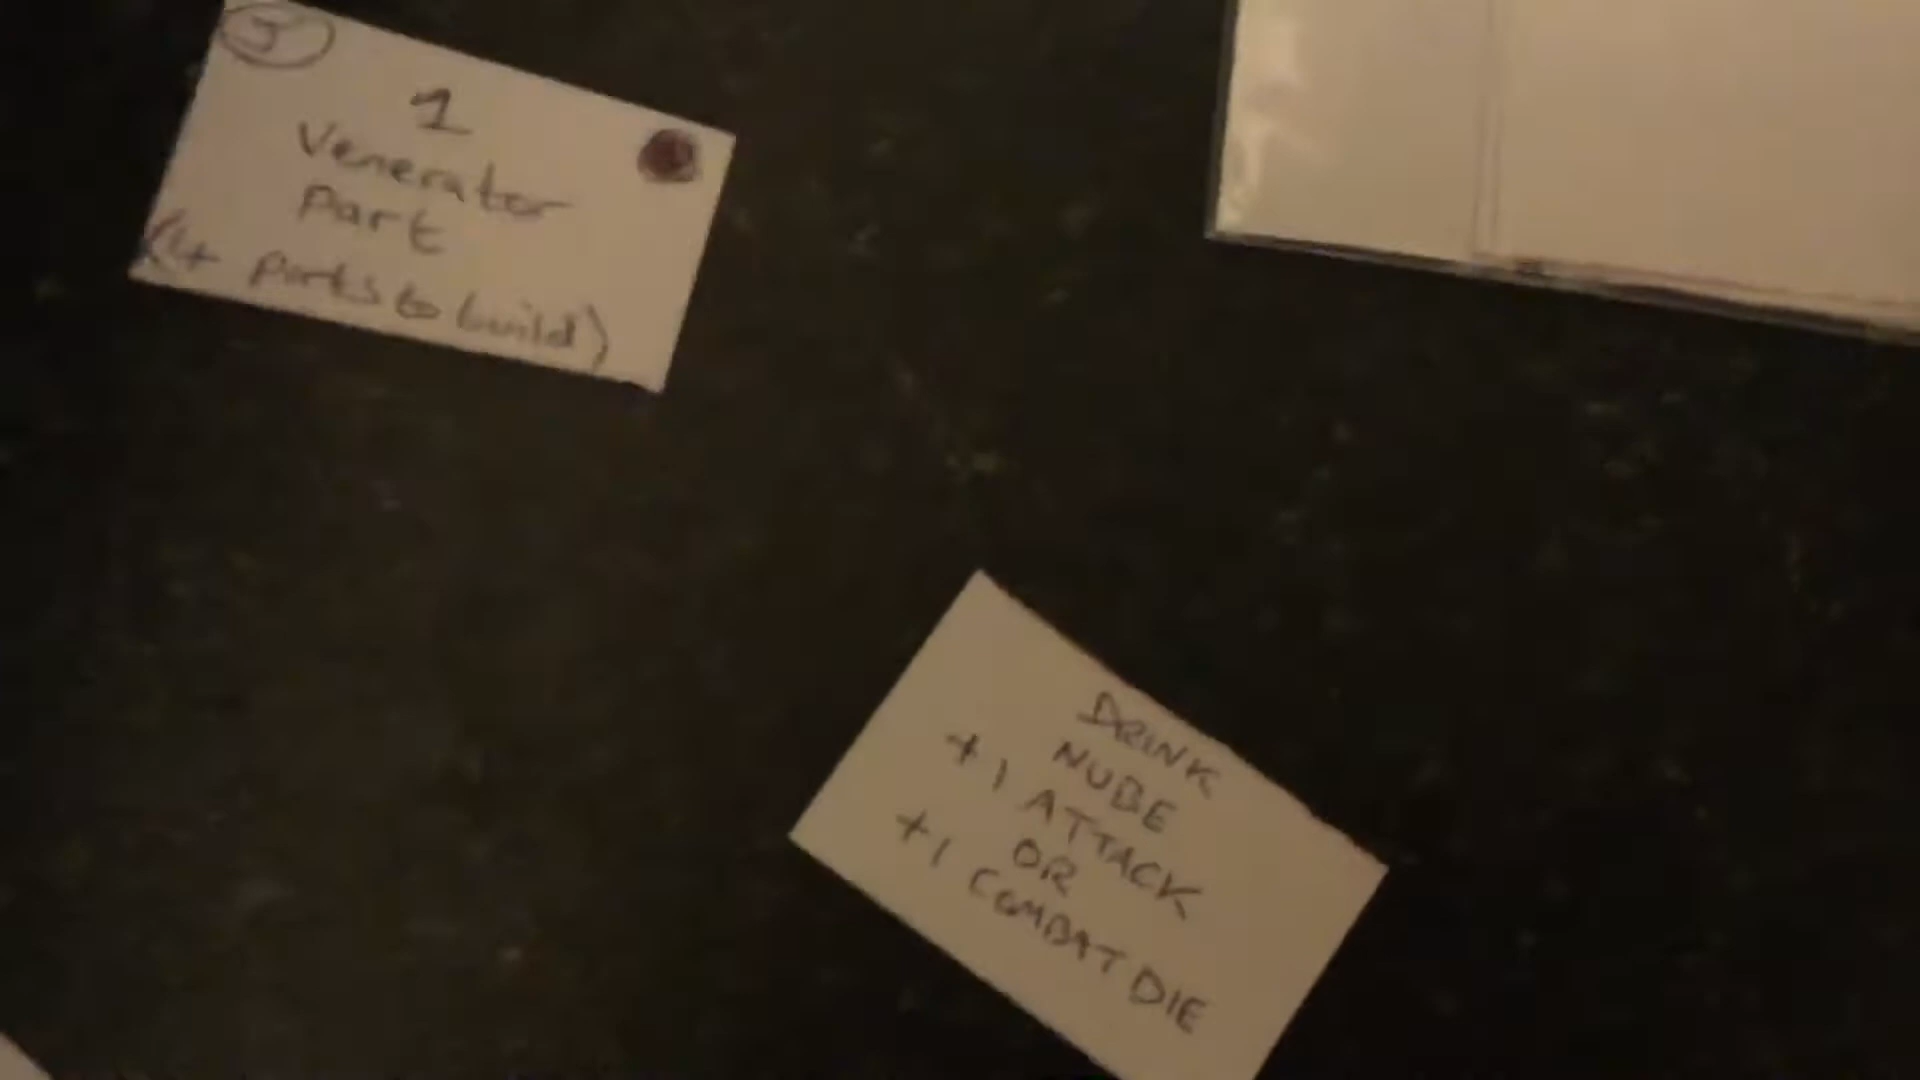 1
Venerator
Part
(4 parts to build)
DRINK
NUBE
+1 ATTACK
OR
+1 COMBAT DIE